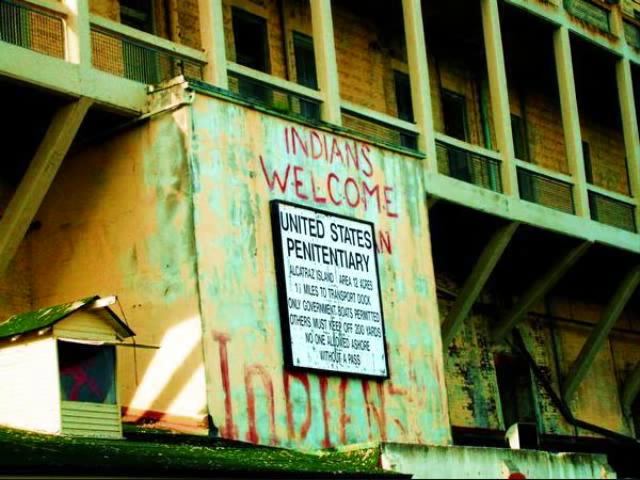 INDIANS
WELCOME
UNITED STATES
PENITENTIARY
ALCATRAZ ISLAND AREA 12 ACRES
1½ MILES TO TRANSPORT DOCK
ONLY GOVERNMENT BOATS PERMITTED
OTHERS MUST KEEP OFF 200 YARDS
NO ONE ALLOWED ASHORE
WITHOUT A PASS